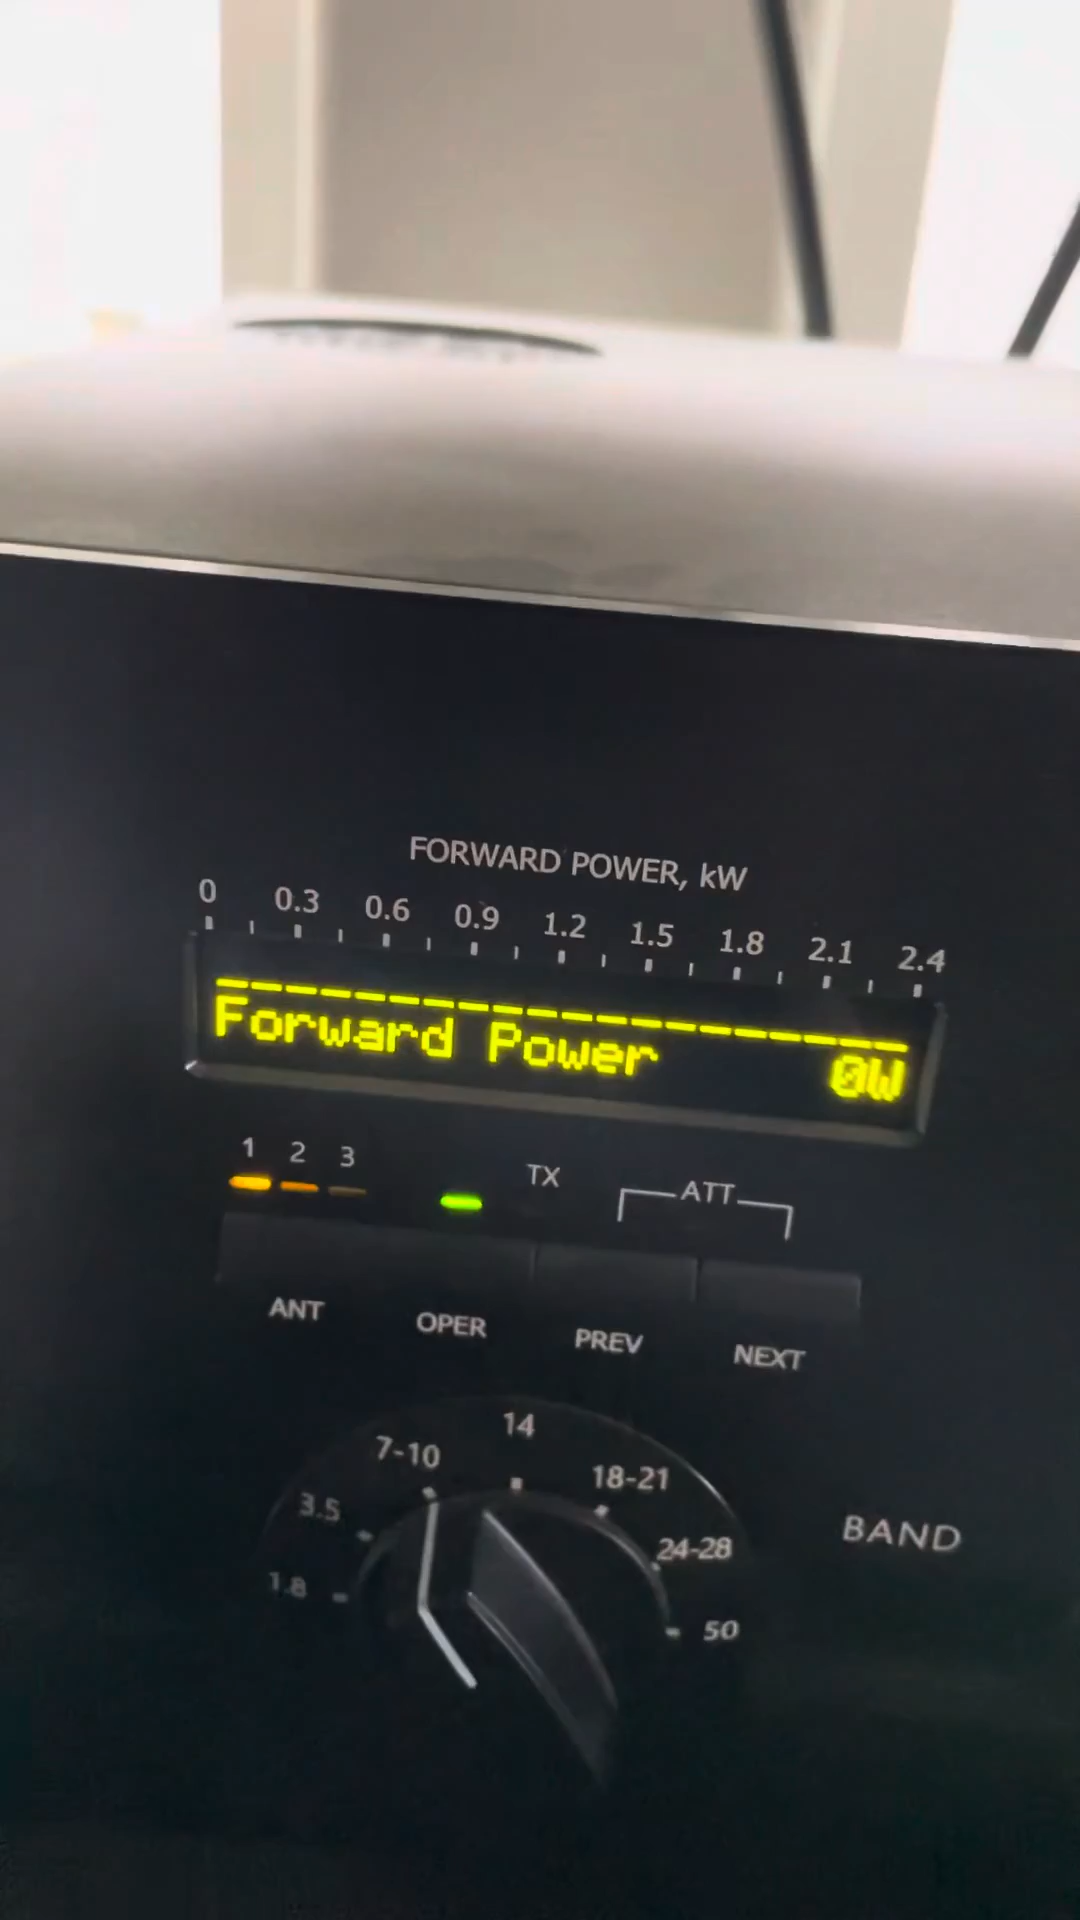 FORWARD POWER, kW
0 0.3 0.6 0.9 1.2 1.5 1.8 2.1 2.4
Forward Power 0W
1 2 3 TX ATT
ANT OPER PREV NEXT
14
7-10 18-21
3.5 24-28 BAND
1.8 50